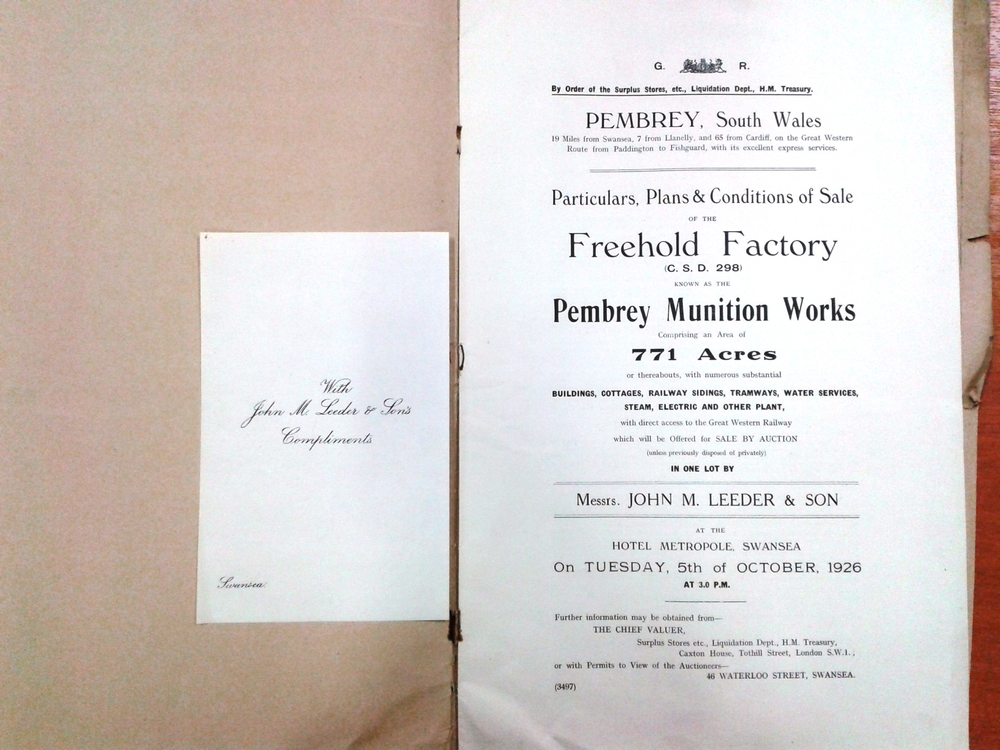 With
John M. Leeder & Son's
Compliments.
Swansea.
G. R.
By Order of the Surplus Stores, etc., Liquidation Dept., H.M. Treasury.
PEMBREY, South Wales
19 Miles from Swansea, 7 from Llanelly, and 65 from Cardiff, on the Great Western
Route from Paddington to Fishguard, with its excellent express services.
Particulars, Plans & Conditions of Sale
OF THE
Freehold Factory
(C. S. D. 298)
KNOWN AS THE
Pembrey Munition Works
Comprising an Area of
771 Acres
or thereabouts, with numerous substantial
BUILDINGS, COTTAGES, RAILWAY SIDINGS, TRAMWAYS, WATER SERVICES,
STEAM, ELECTRIC AND OTHER PLANT,
with direct access to the Great Western Railway
which will be Offered for SALE BY AUCTION
(unless previously disposed of privately)
IN ONE LOT BY
Messrs. JOHN M. LEEDER & SON
AT THE
HOTEL METROPOLE, SWANSEA
On TUESDAY, 5th of OCTOBER, 1926
AT 3.0 P.M.
Further information may be obtained from—
THE CHIEF VALUER,
Surplus Stores etc., Liquidation Dept., H.M. Treasury,
Caxton House, Tothill Street, London S.W.1. ;
or with Permits to View of the Auctioneers—
46 WATERLOO STREET, SWANSEA.
(3497)